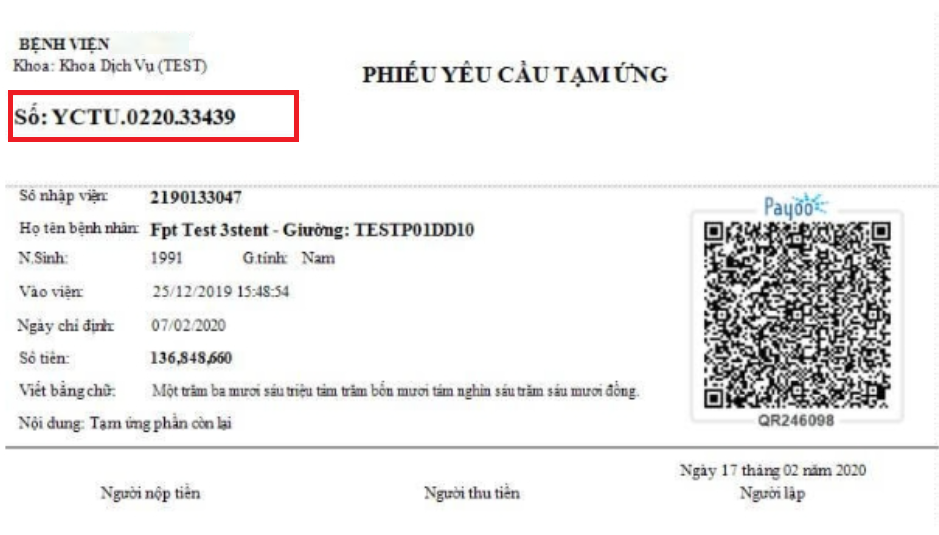 BỆNH VIỆN
Khoa: Khoa Dịch Vụ (TEST)
PHIẾU YÊU CẦU TẠM ỨNG
Số: YCTU.0220.33439
Số nhập viện: 2190133047
Họ tên bệnh nhân: Fpt Test 3stent - Giường: TESTP01DD10
N.Sinh: 1991 G.tính: Nam
Vào viện: 25/12/2019 15:48:54
Ngày chỉ định: 07/02/2020
Số tiền: 136,848,660
Viết bằng chữ: Một trăm ba mươi sáu triệu tám trăm bốn mươi tám nghìn sáu trăm sáu mươi đồng.
Nội dung: Tạm ứng phần còn lại
Payoo
QR246098
Ngày 17 tháng 02 năm 2020
Người nộp tiền Người thu tiền Người lập